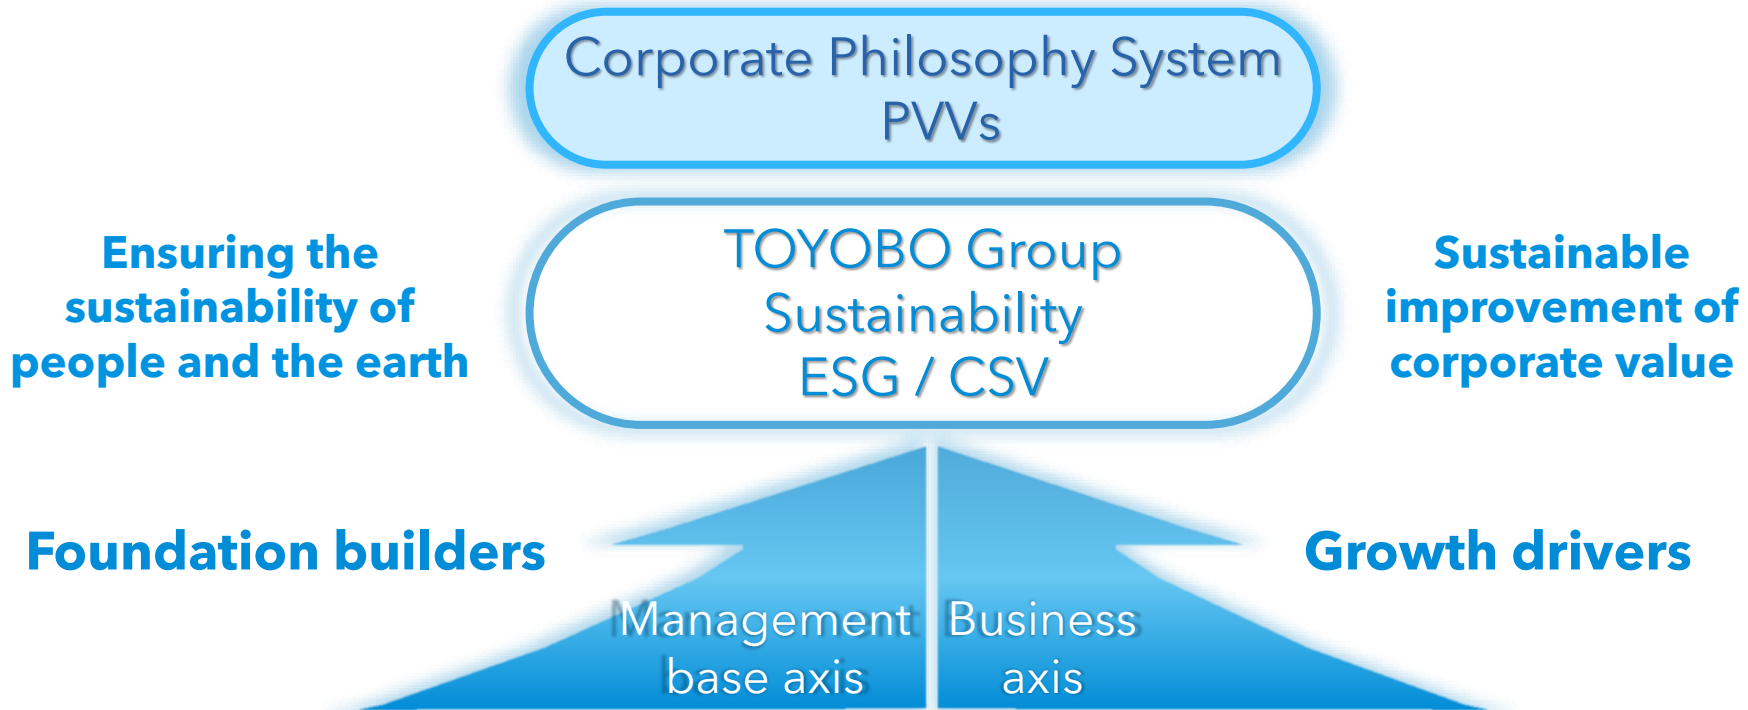 Corporate Philosophy System
PVVs
Ensuring the
sustainability of
people and the earth
TOYOBO Group
Sustainability
ESG / CSV
Sustainable
improvement of
corporate value
Foundation builders
Growth drivers
Management
base axis
Business
axis